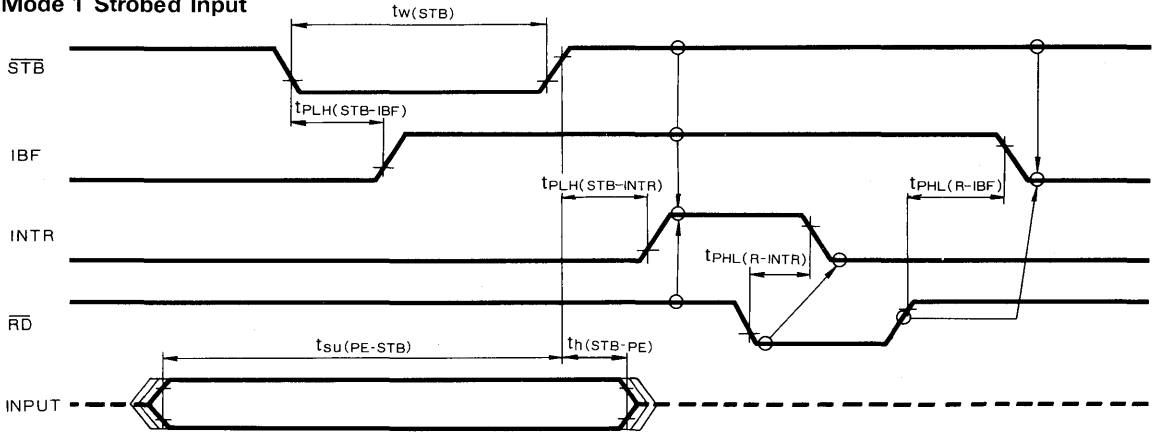 Mode 1 Strobed Input
tW(STB)
STB
tPLH(STB-IBF)
IBF
tPLH(STB-INTR)
tPHL(R-IBF)
INTR
tPHL(R-INTR)
RD
tsu(PE-STB)
th(STB-PE)
INPUT